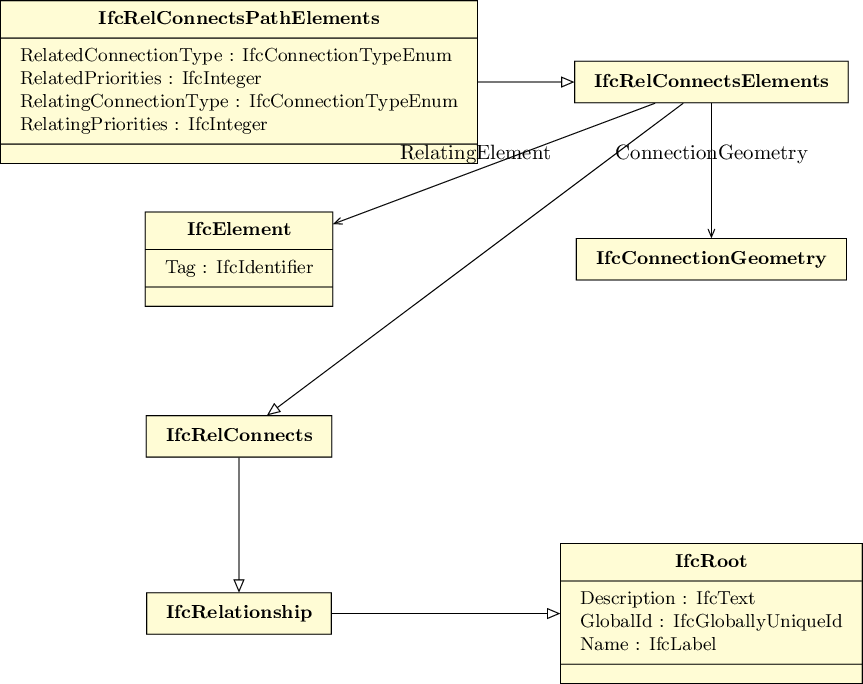 IfcRelConnectsPathElements
RelatedConnectionType : IfcConnectionTypeEnum
RelatedPriorities : IfcInteger
RelatingConnectionType : IfcConnectionTypeEnum
RelatingPriorities : IfcInteger
IfcRelConnectsElements
RelatingElement
ConnectionGeometry
IfcElement
Tag : IfcIdentifier
IfcConnectionGeometry
IfcRelConnects
IfcRelationship
IfcRoot
Description : IfcText
GlobalId : IfcGloballyUniqueId
Name : IfcLabel